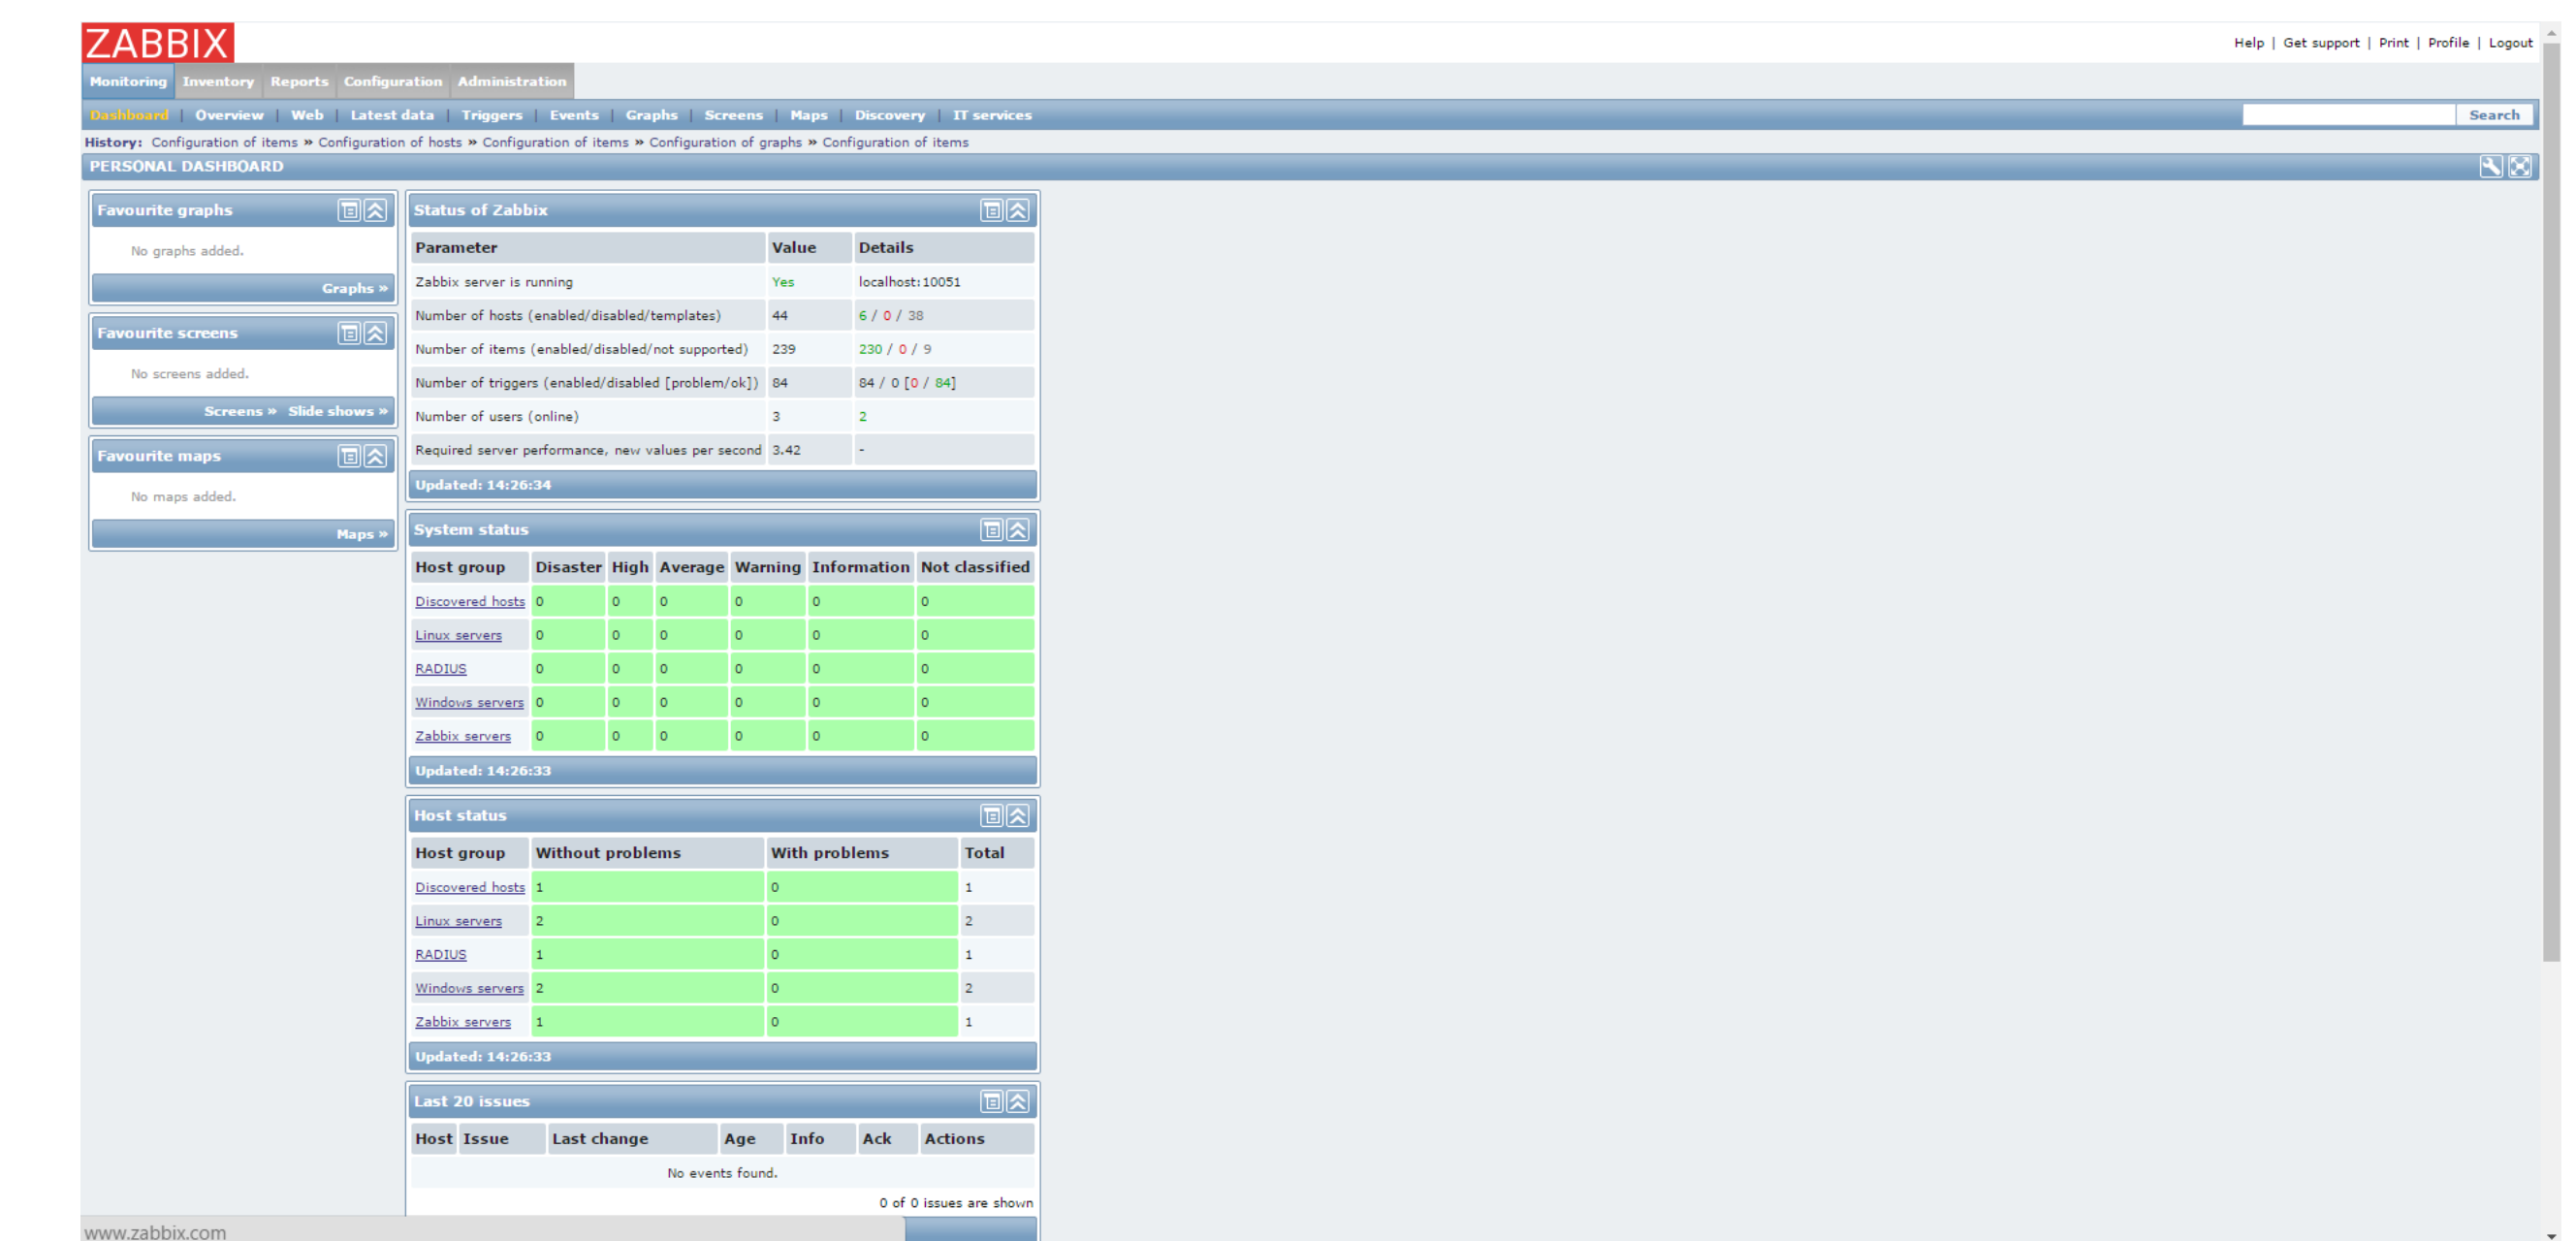 ZABBIX
Help | Get support | Print | Profile | Logout
Monitoring Inventory Reports Configuration Administration
Dashboard | Overview | Web | Latest data | Triggers | Events | Graphs | Screens | Maps | Discovery | IT services
Search
History: Configuration of items » Configuration of hosts » Configuration of items » Configuration of graphs » Configuration of items
PERSONAL DASHBOARD
Favourite graphs
No graphs added.
Graphs »
Favourite screens
No screens added.
Screens » Slide shows »
Favourite maps
No maps added.
Maps »
Status of Zabbix
Parameter Value Details
Zabbix server is running Yes localhost:10051
Number of hosts (enabled/disabled/templates) 44 6 / 0 / 38
Number of items (enabled/disabled/not supported) 239 230 / 0 / 9
Number of triggers (enabled/disabled [problem/ok]) 84 84 / 0 [0 / 84]
Number of users (online) 3 2
Required server performance, new values per second 3.42 -
Updated: 14:26:34
System status
Host group Disaster High Average Warning Information Not classified
Discovered hosts 0 0 0 0 0 0
Linux servers 0 0 0 0 0 0
RADIUS 0 0 0 0 0 0
Windows servers 0 0 0 0 0 0
Zabbix servers 0 0 0 0 0 0
Updated: 14:26:33
Host status
Host group Without problems With problems Total
Discovered hosts 1 0 1
Linux servers 2 0 2
RADIUS 1 0 1
Windows servers 2 0 2
Zabbix servers 1 0 1
Updated: 14:26:33
Last 20 issues
Host Issue Last change Age Info Ack Actions
No events found.
0 of 0 issues are shown
www.zabbix.com